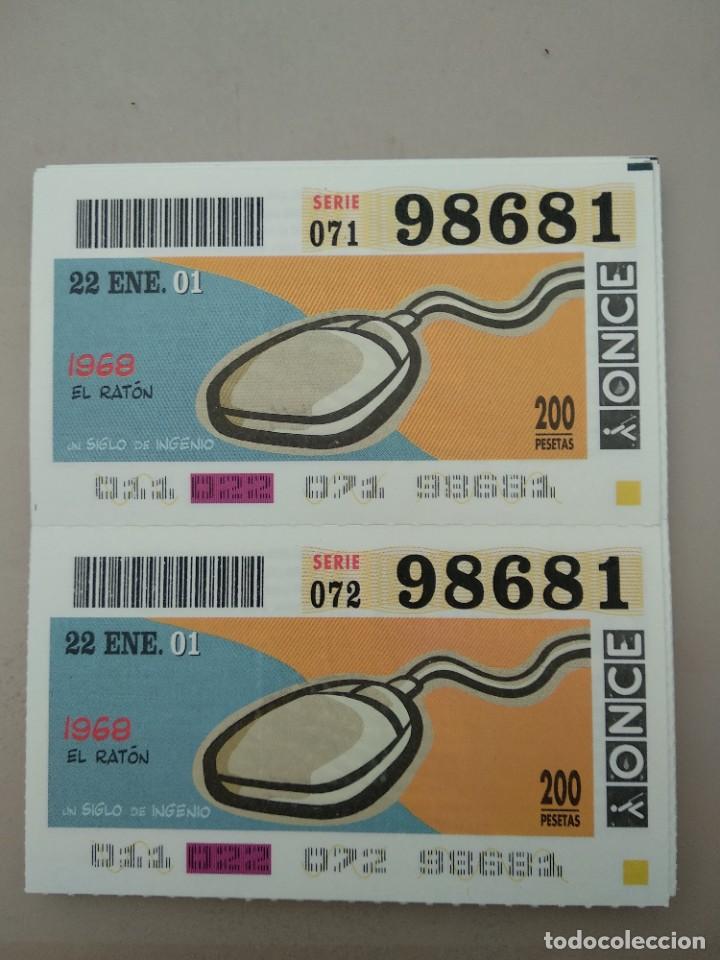 SERIE
071 98681
22 ENE. 01
1968
EL RATÓN
UN SIGLO DE INGENIO
200
PESETAS
ONCE
011 022 071 98681
SERIE
072 98681
22 ENE. 01
1968
EL RATÓN
UN SIGLO DE INGENIO
200
PESETAS
ONCE
011 022 072 98681
todocoleccion